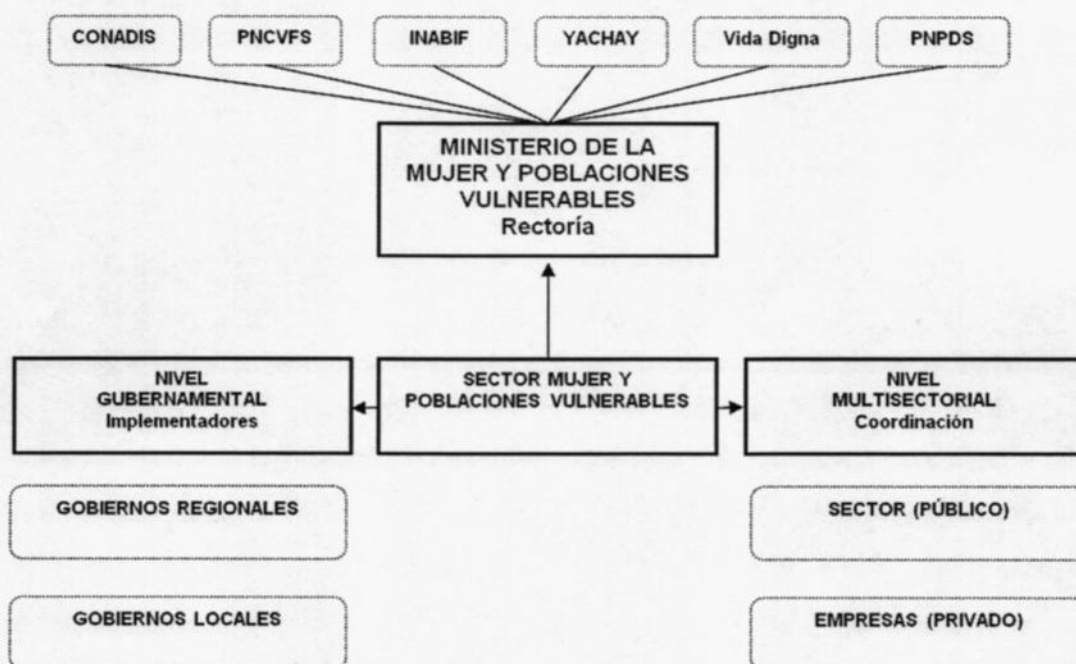 CONADIS
PNCVFS
INABIF
YACHAY
Vida Digna
PNPDS
MINISTERIO DE LA
MUJER Y POBLACIONES
VULNERABLES
Rectoría
NIVEL
GUBERNAMENTAL
Implementadores
SECTOR MUJER Y
POBLACIONES VULNERABLES
NIVEL
MULTISECTORIAL
Coordinación
GOBIERNOS REGIONALES
SECTOR (PÚBLICO)
GOBIERNOS LOCALES
EMPRESAS (PRIVADO)